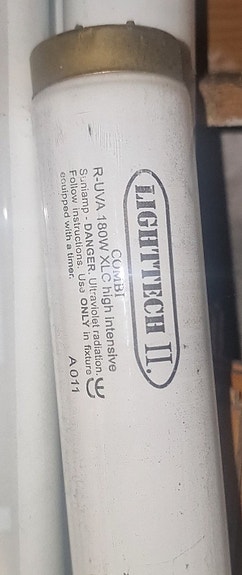 LIGHTTECH II.
COMBI
R-UVA 180W XLC high intensive
Sunlamp - DANGER. Ultraviolet radiation.
Follow instructions. Use ONLY in fixture
equipped with a timer. A.011